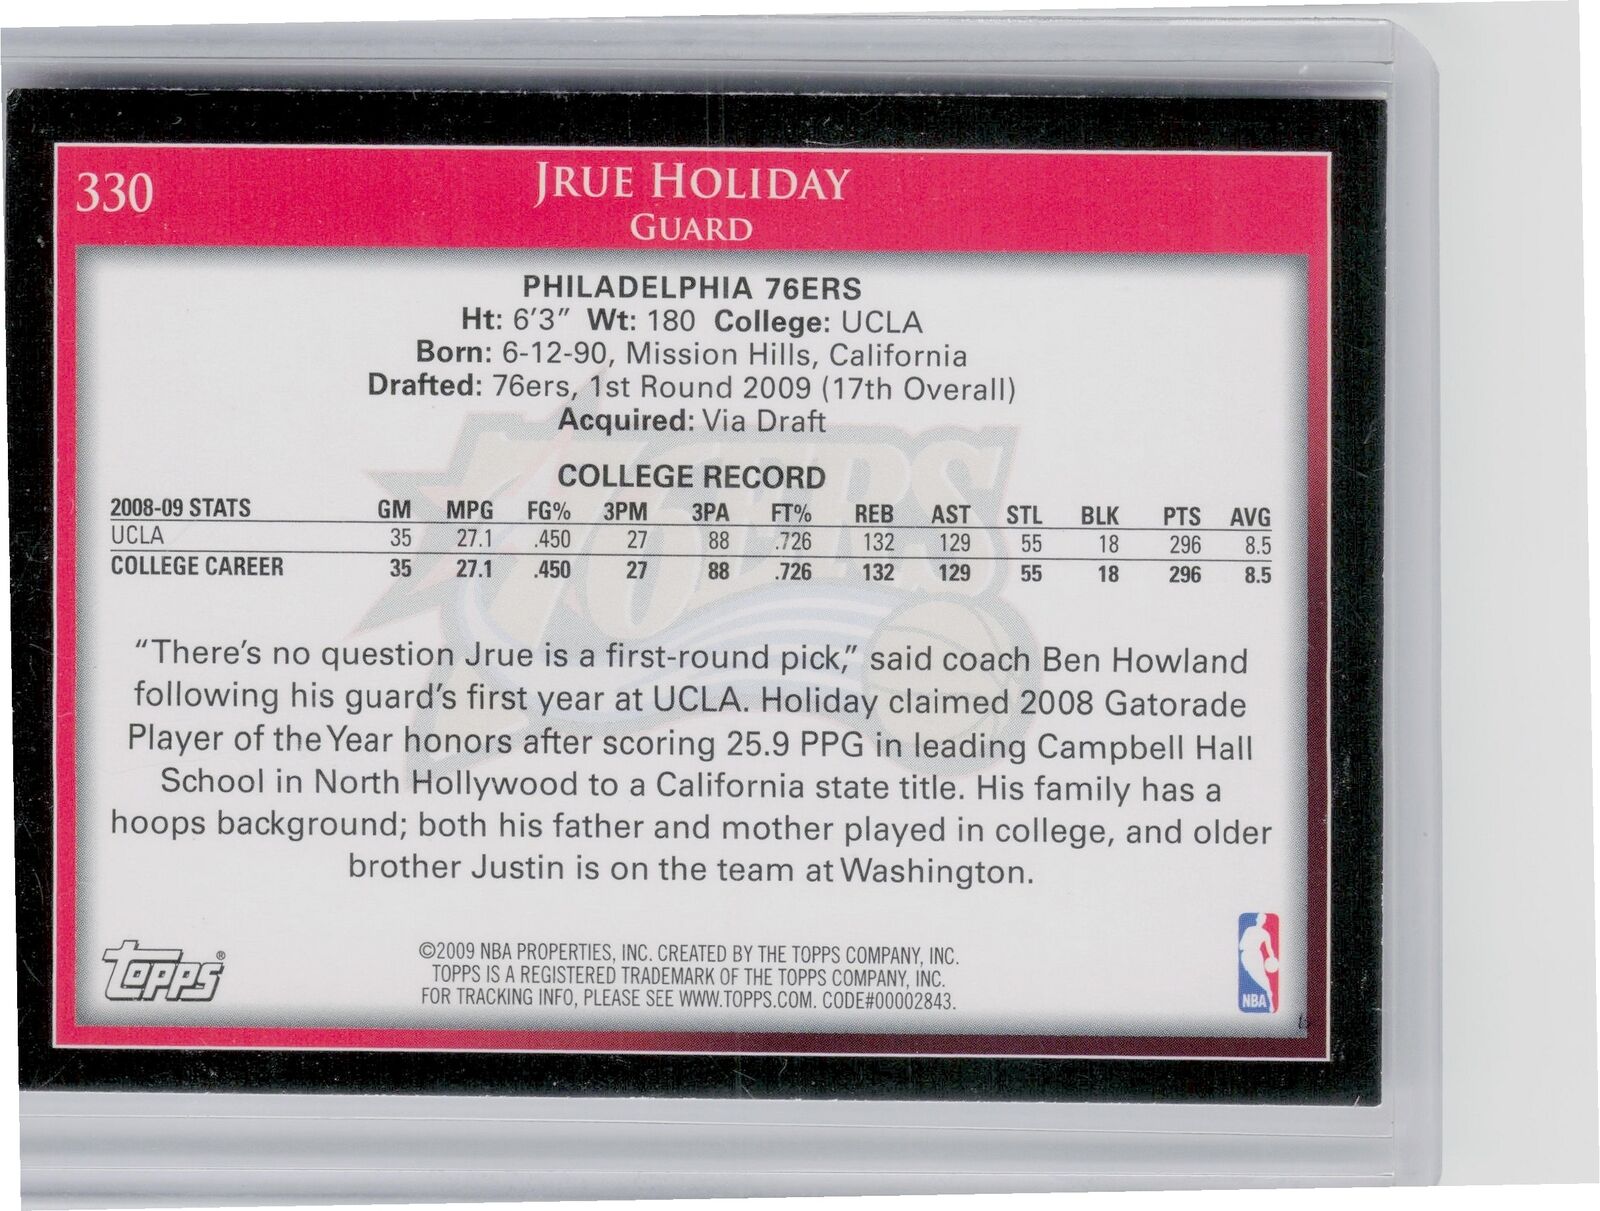 330
JRUE HOLIDAY
GUARD
PHILADELPHIA 76ERS
Ht: 6'3" Wt: 180 College: UCLA
Born: 6-12-90, Mission Hills, California
Drafted: 76ers, 1st Round 2009 (17th Overall)
Acquired: Via Draft
COLLEGE RECORD
2008-09 STATS GM MPG FG% 3PM 3PA FT% REB AST STL BLK PTS AVG
UCLA 35 27.1 .450 27 88 .726 132 129 55 18 296 8.5
COLLEGE CAREER 35 27.1 .450 27 88 .726 132 129 55 18 296 8.5
“There's no question Jrue is a first-round pick,” said coach Ben Howland
following his guard's first year at UCLA. Holiday claimed 2008 Gatorade
Player of the Year honors after scoring 25.9 PPG in leading Campbell Hall
School in North Hollywood to a California state title. His family has a
hoops background; both his father and mother played in college, and older
brother Justin is on the team at Washington.
Topps®
©2009 NBA PROPERTIES, INC. CREATED BY THE TOPPS COMPANY, INC.
TOPPS IS A REGISTERED TRADEMARK OF THE TOPPS COMPANY, INC.
FOR TRACKING INFO, PLEASE SEE WWW.TOPPS.COM. CODE#00002843.
NBA
76ERS